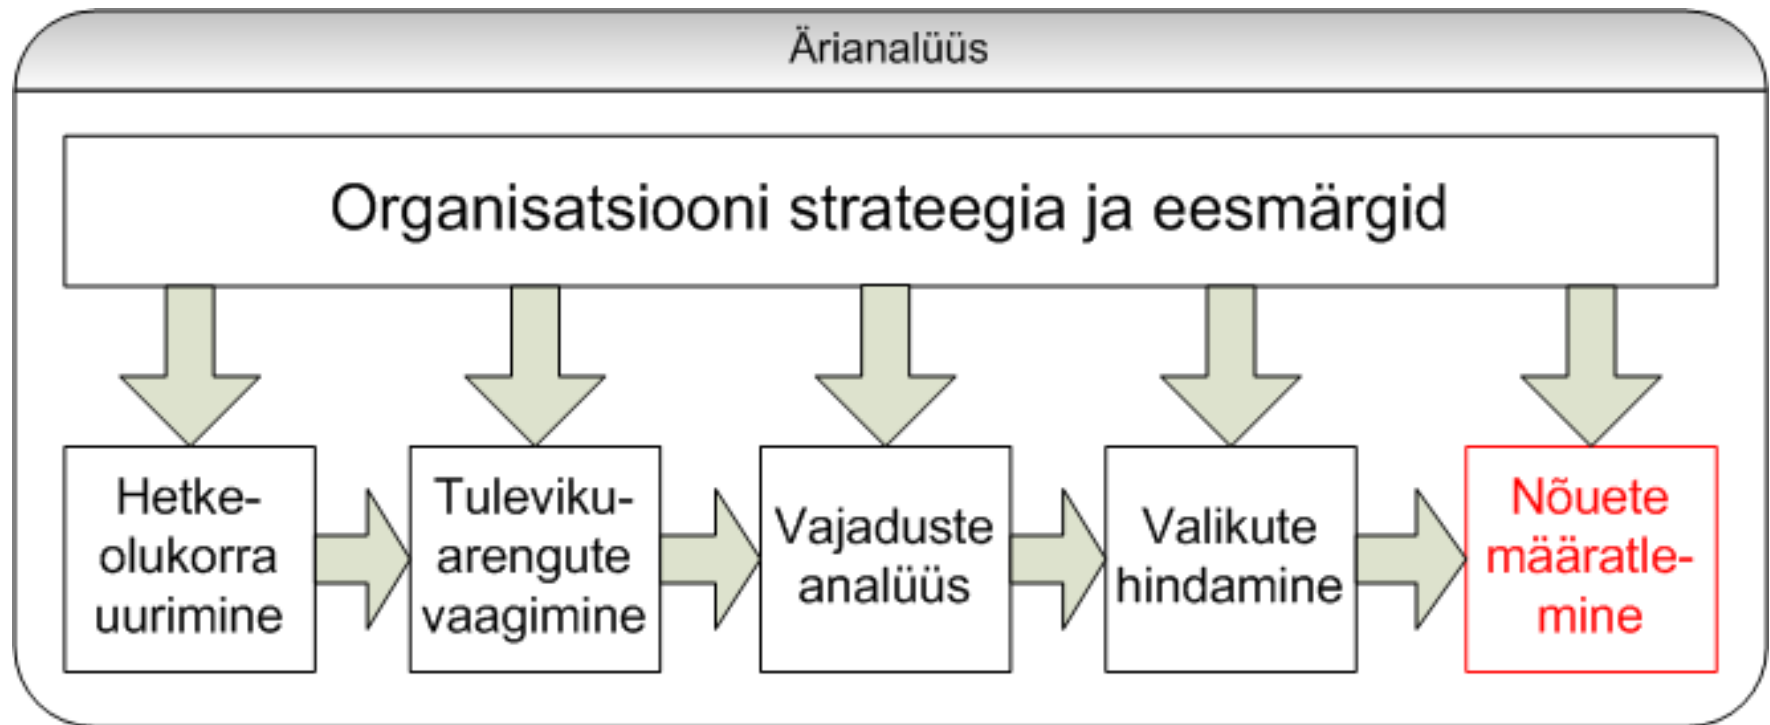 Ärianalüüs
Organisatsiooni strateegia ja eesmärgid
Hetke-
olukorra
uurimine
Tuleviku-
arengute
vaagimine
Vajaduste
analüüs
Valikute
hindamine
Nõuete
määratle-
mine